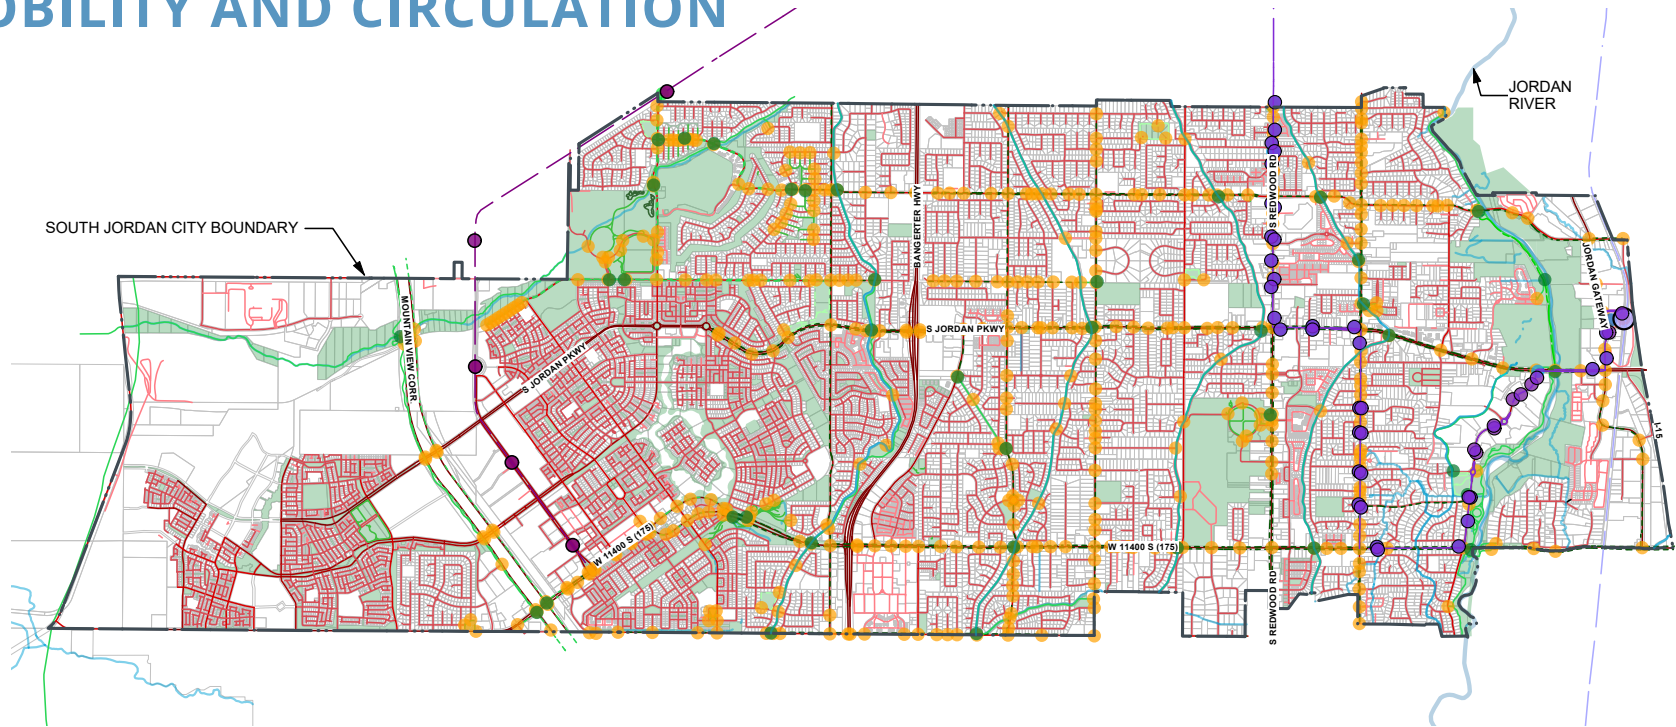 OBILITY AND CIRCULATION
JORDAN
RIVER
SOUTH JORDAN CITY BOUNDARY
MOUNTAIN VIEW CORR
S JORDAN PKWY
BANGERTER HWY
S JORDAN PKWY
S REDWOOD RD
JORDAN GATEWAY
I-15
W 11400 S (175)
W 11400 S (175)
S REDWOOD RD